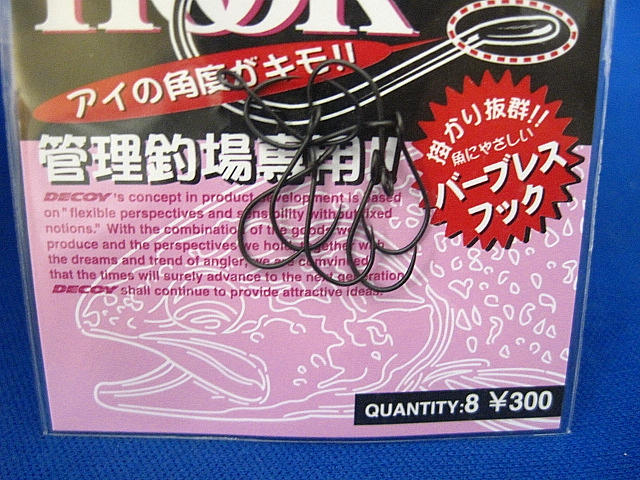 HOOK
アイの角度がキモ!!
管理釣場専用!!
掛かり抜群!!
魚にやさしい
バーブレス
フック
DECOY's concept in product development is based
on "flexible perspectives and sensibility without fixed
notions." With the combination of the goods we
produce and the perspectives we hold together with
the dreams and trend of anglers, we are comvinced
that the times will surely advance to the next generation.
DECOY shall continue to provide attractive ideas.
QUANTITY:8 ¥300